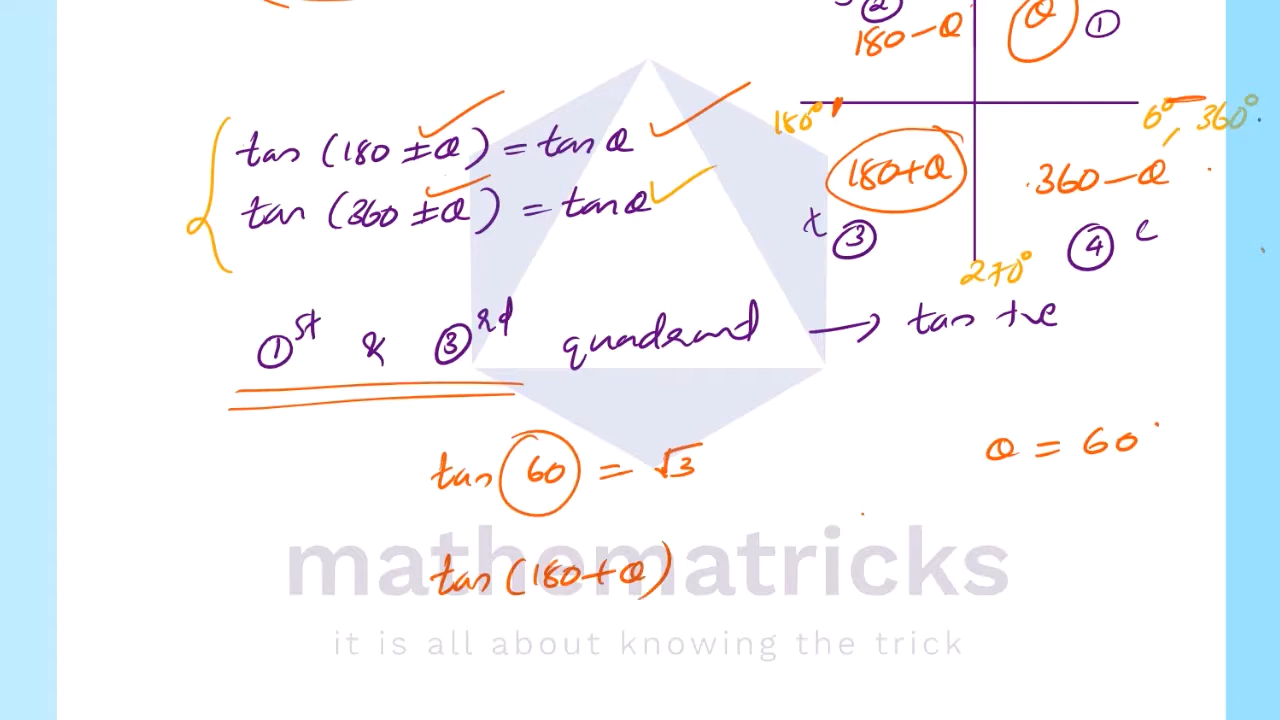 ② θ ①
180-θ
180° 0°, 360°
tan (180 ± θ) = tan θ
180+θ 360-θ
tan (360 ± θ) = tan θ
t ③ ④ c
270°
①st & ③rd quadrand → tan +ve
θ = 60°
tan 60 = √3
mathematricks
tan (180+θ)
it is all about knowing the trick